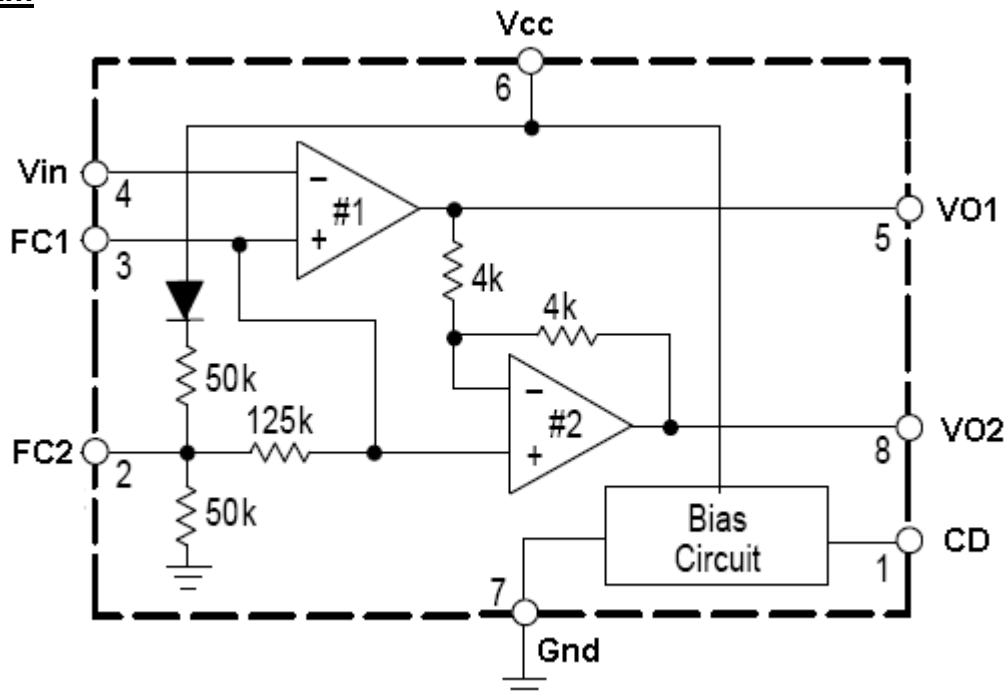 Vcc
6
Vin
4
#1
−
+
VO1
5
FC1
3
4k
4k
50k
125k
#2
−
+
VO2
8
FC2
2
50k
Bias
Circuit
CD
1
7
Gnd